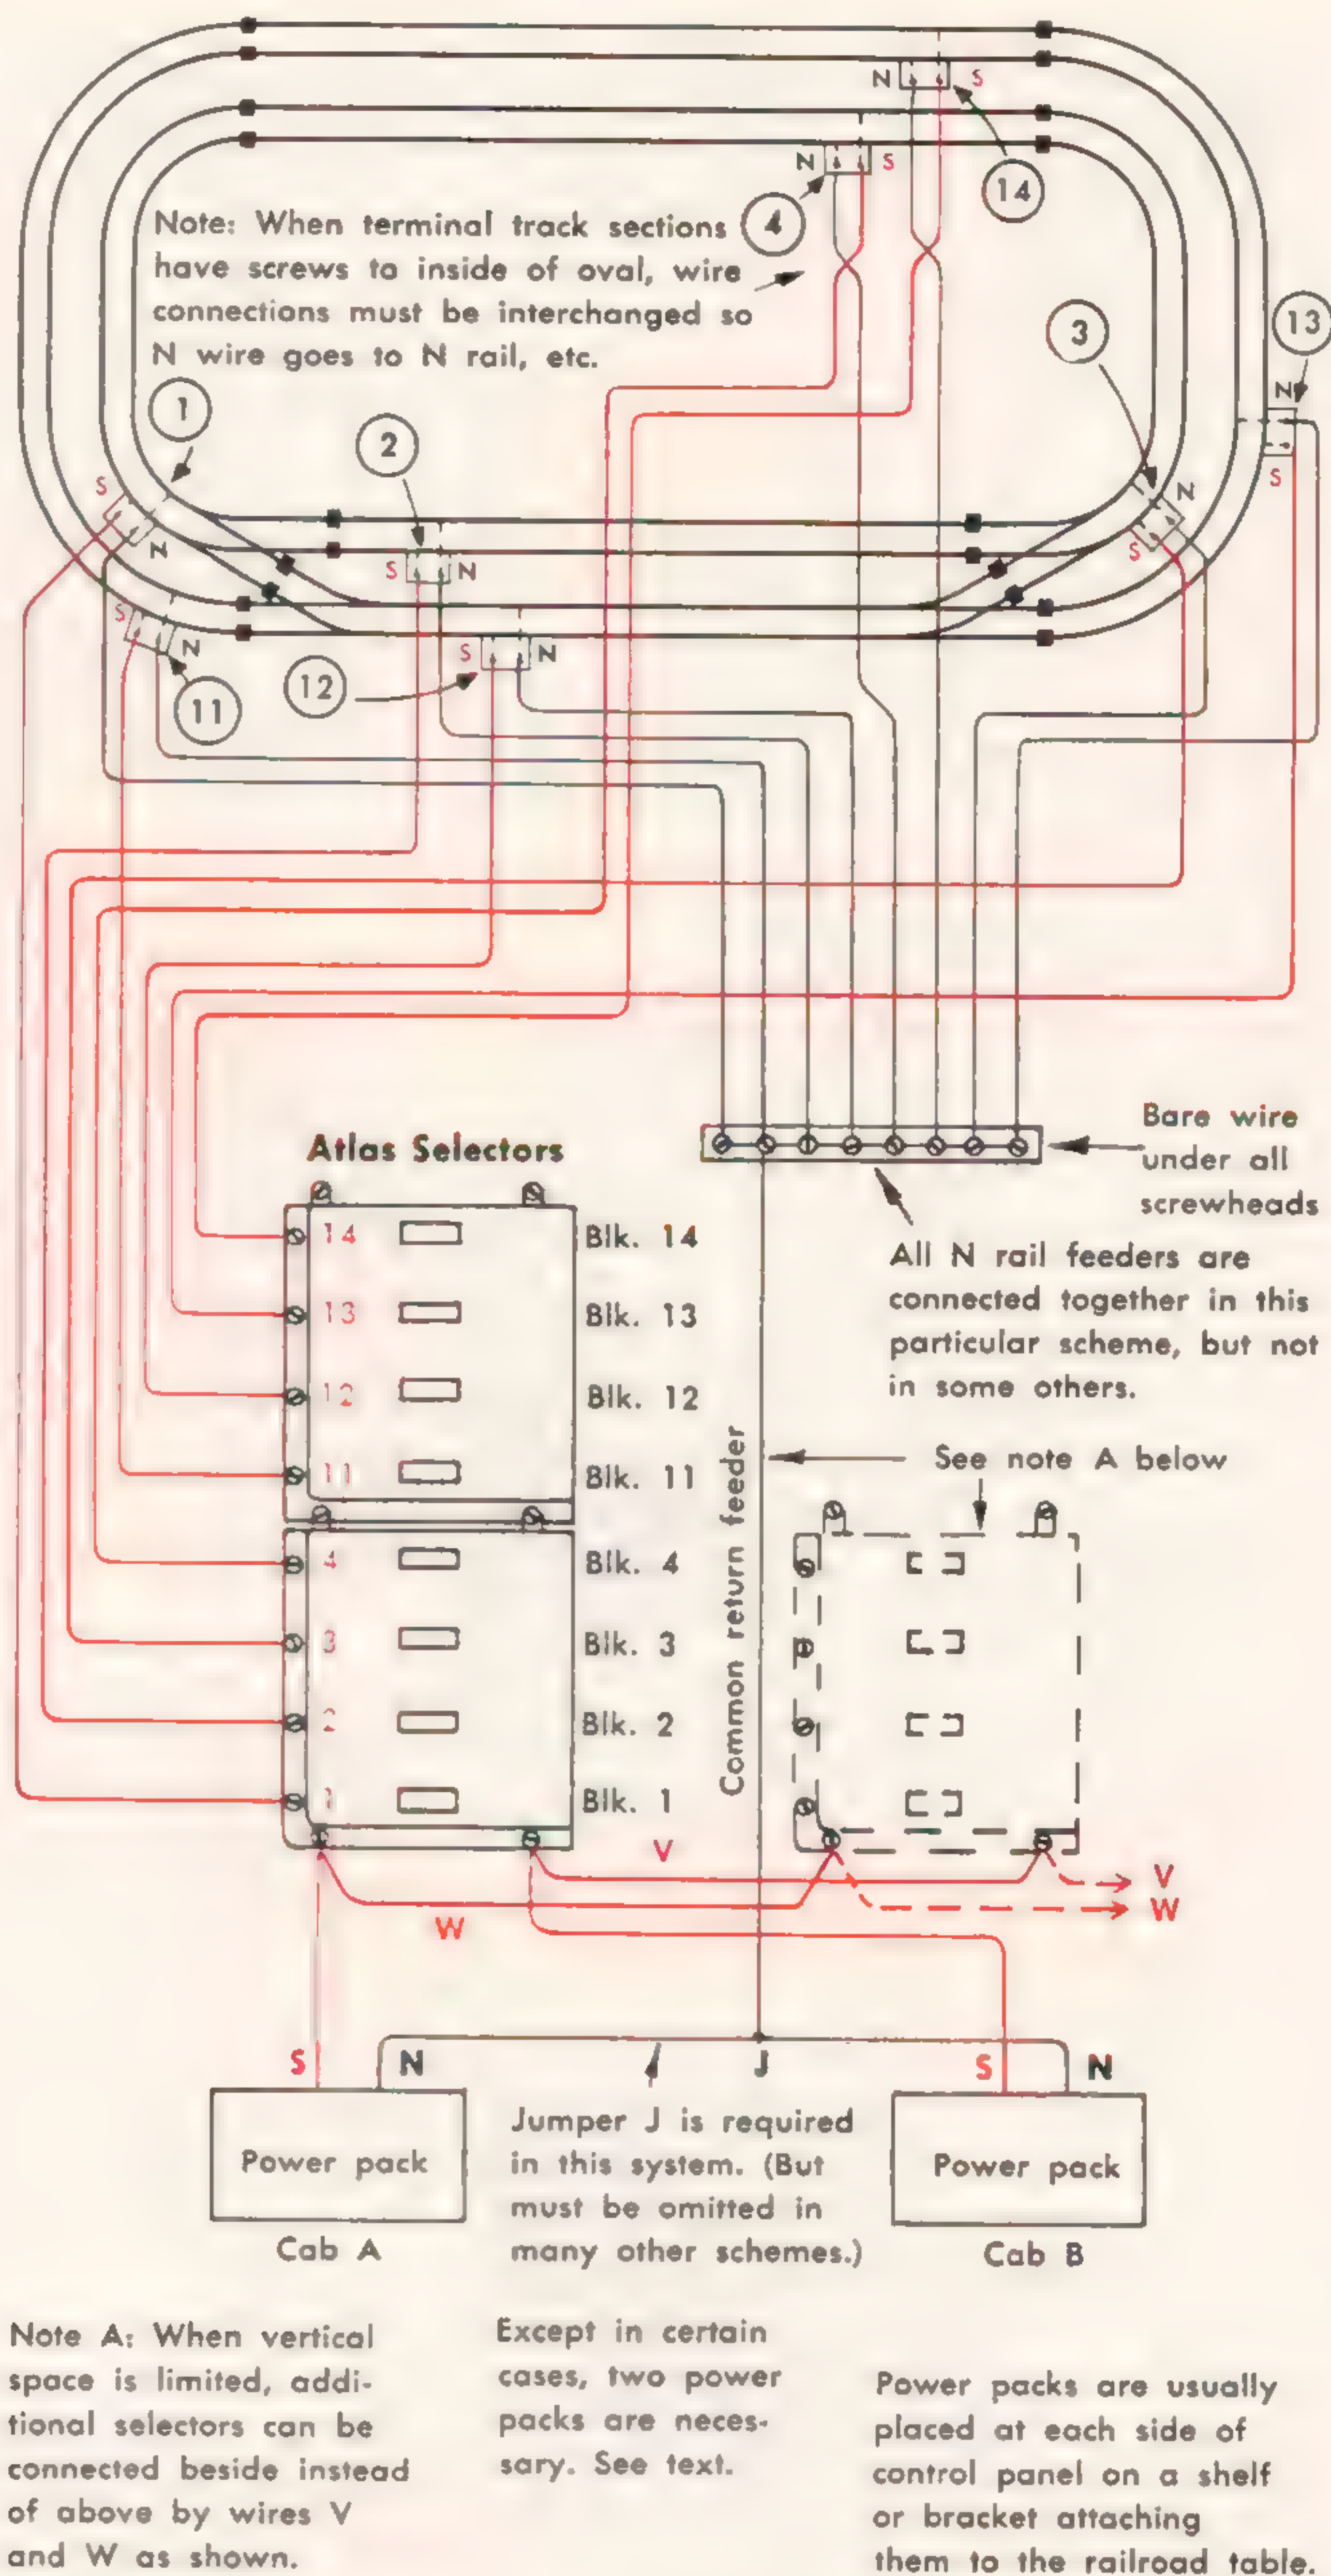 N S
14
N S
4
Note: When terminal track sections
have screws to inside of oval, wire
connections must be interchanged so
N wire goes to N rail, etc.
13
3
N
S
1
2
S
N
S N
N
S
S
N
11
S N
12
Atlas Selectors
14 Blk. 14
13 Blk. 13
12 Blk. 12
11 Blk. 11
4 Blk. 4
3 Blk. 3
2 Blk. 2
1 Blk. 1
Bare wire
under all
screwheads
All N rail feeders are
connected together in this
particular scheme, but not
in some others.
Common return feeder
See note A below
V
W
V
W
S N
J
S N
Power pack
Cab A
Jumper J is required
in this system. (But
must be omitted in
many other schemes.)
Power pack
Cab B
Note A: When vertical
space is limited, addi-
tional selectors can be
connected beside instead
of above by wires V
and W as shown.
Except in certain
cases, two power
packs are neces-
sary. See text.
Power packs are usually
placed at each side of
control panel on a shelf
or bracket attaching
them to the railroad table.